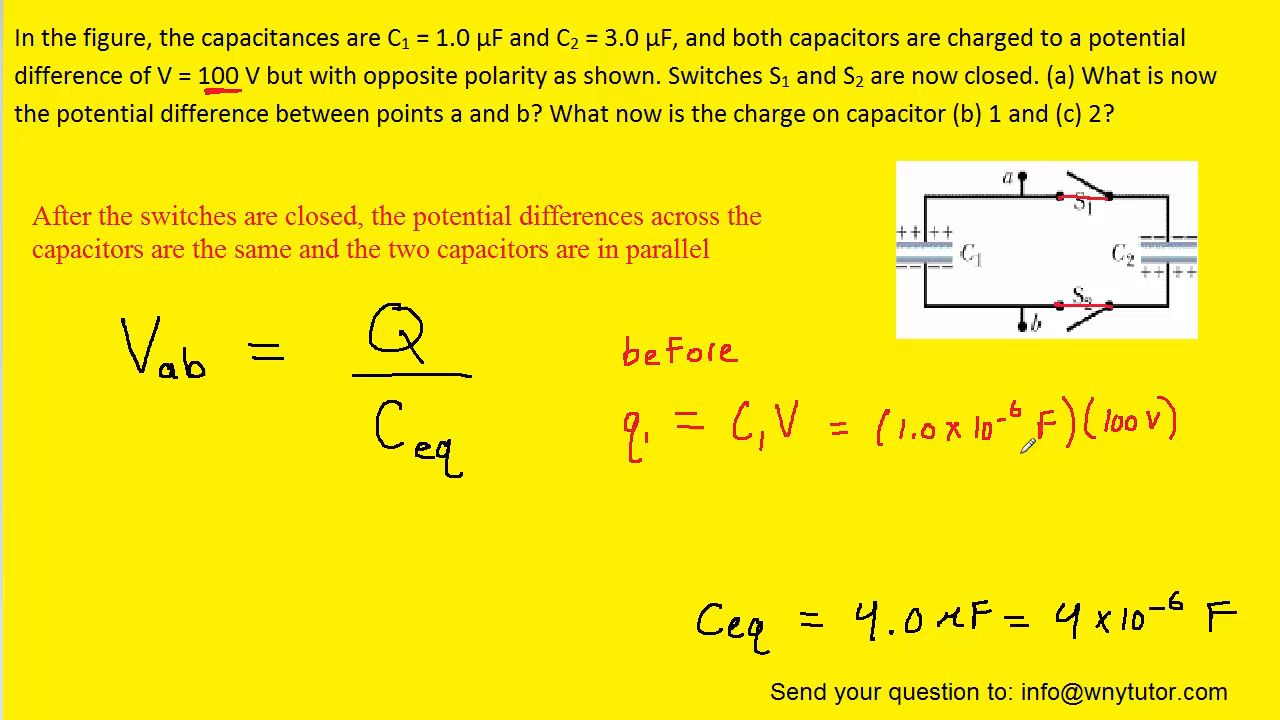 In the figure, the capacitances are C₁ = 1.0 µF and C₂ = 3.0 µF, and both capacitors are charged to a potential
difference of V = 100 V but with opposite polarity as shown. Switches S₁ and S₂ are now closed. (a) What is now
the potential difference between points a and b? What now is the charge on capacitor (b) 1 and (c) 2?
After the switches are closed, the potential differences across the
capacitors are the same and the two capacitors are in parallel
a
S₁
++ ++
-- --
C₁
C₂
-- --
++ ++
S₂
b
V_ab = Q / C_eq
before
q₁ = C₁V = (1.0 × 10⁻⁶ F)(100 V)
C_eq = 4.0 µF = 4 × 10⁻⁶ F
Send your question to: info@wnytutor.com